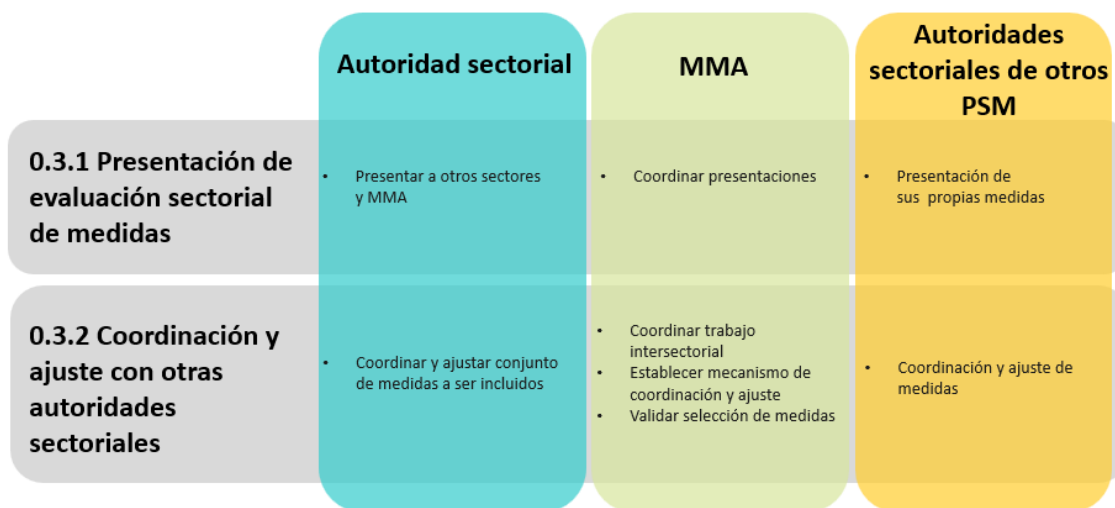 Autoridad sectorial
MMA
Autoridades
sectoriales de otros
PSM
0.3.1 Presentación de
evaluación sectorial
de medidas
• Presentar a otros sectores
y MMA
• Coordinar presentaciones
• Presentación de
sus propias medidas
0.3.2 Coordinación y
ajuste con otras
autoridades
sectoriales
• Coordinar y ajustar conjunto
de medidas a ser incluidos
• Coordinar trabajo
intersectorial
• Establecer mecanismo de
coordinación y ajuste
• Validar selección de medidas
• Coordinación y ajuste de
medidas